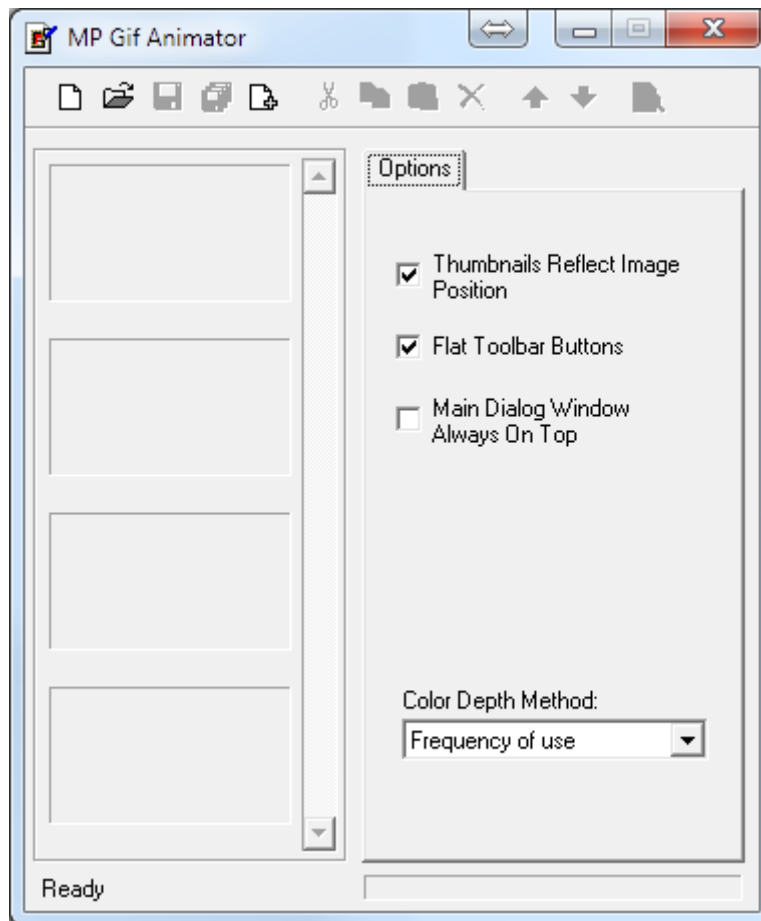 MP Gif Animator
Options
Thumbnails Reflect Image
Position
Flat Toolbar Buttons
Main Dialog Window
Always On Top
Color Depth Method:
Frequency of use
Ready